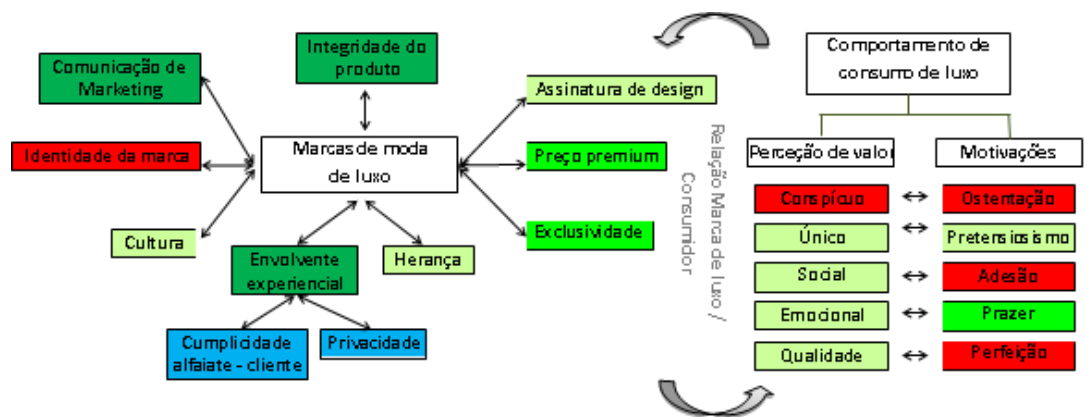 Comunicação de
Marketing
Integridade do
produto
Assinatura de design
Identidade da marca
Marcas de moda
de luxo
Preço premium
Cultura
Exclusividade
Envolvente
experiencial
Herança
Cumplicidade
alfaiate - cliente
Privacidade
Relação Marca de luxo /
Consumidor
Comportamento de
consumo de luxo
Perceção de valor
Motivações
Conspícuo
Ostentação
Único
Pretensiosismo
Social
Adesão
Emocional
Prazer
Qualidade
Perfeição